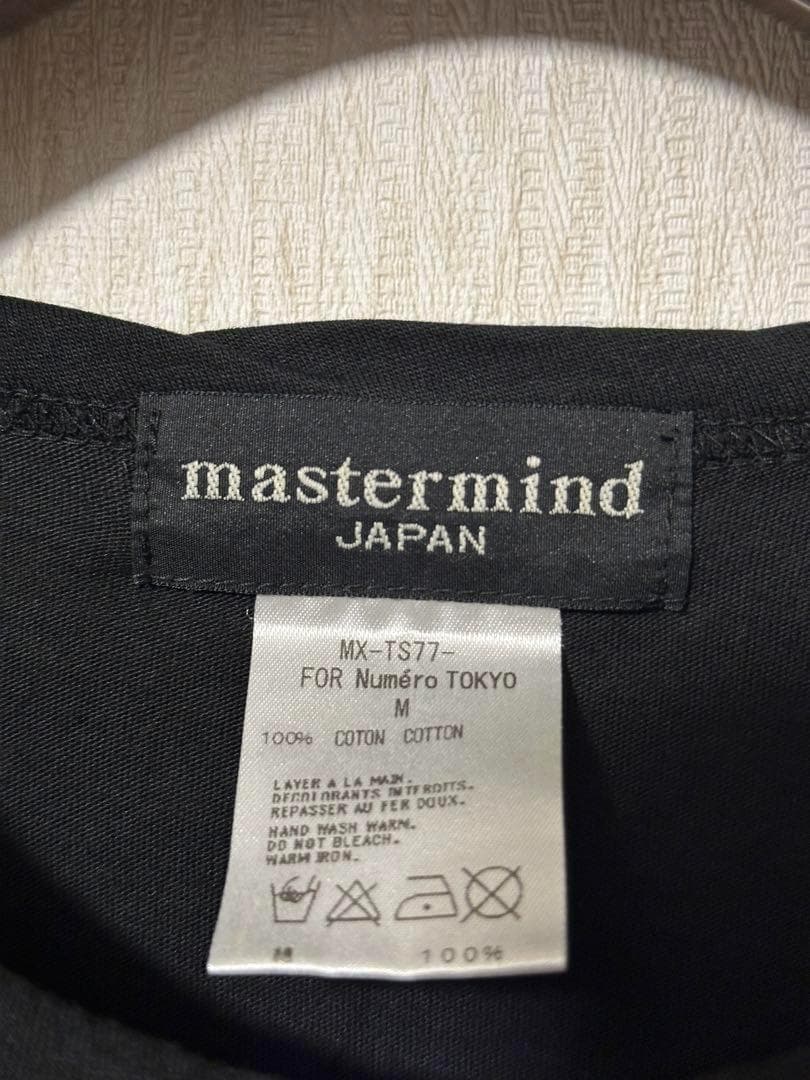 mastermind
JAPAN
MX-TS77-
FOR Numéro TOKYO
M
100% COTON COTTON
LAYER A LA MAIN.
DECOLORANTS INTERDITS.
REPASSER AU FER DOUX.
HAND WASH WARM.
DO NOT BLEACH.
WARM IRON.
M 100%